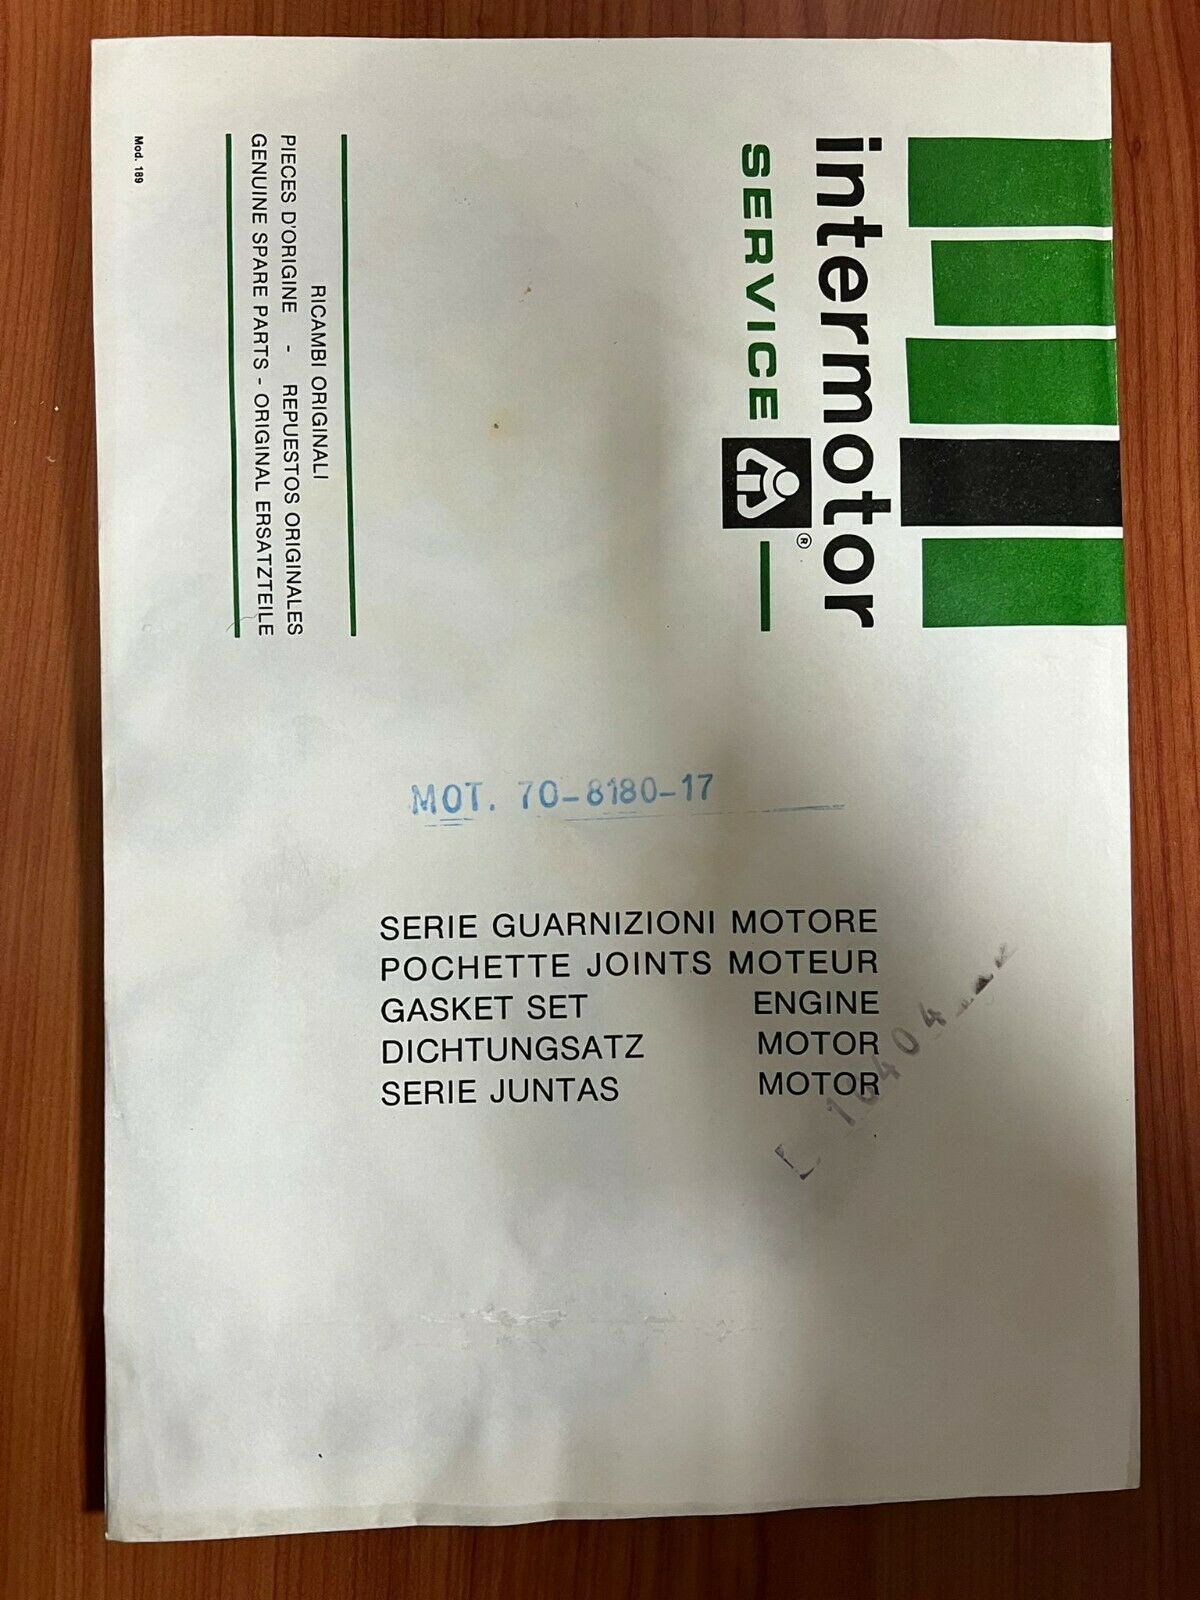 intermotor
SERVICE
®
RICAMBI ORIGINALI
PIECES D'ORIGINE - REPUESTOS ORIGINALES
GENUINE SPARE PARTS - ORIGINAL ERSATZTEILE
Mod. 189
MOT. 70-8180-17
SERIE GUARNIZIONI MOTORE
POCHETTE JOINTS MOTEUR
GASKET SET ENGINE
DICHTUNGSATZ MOTOR
SERIE JUNTAS MOTOR